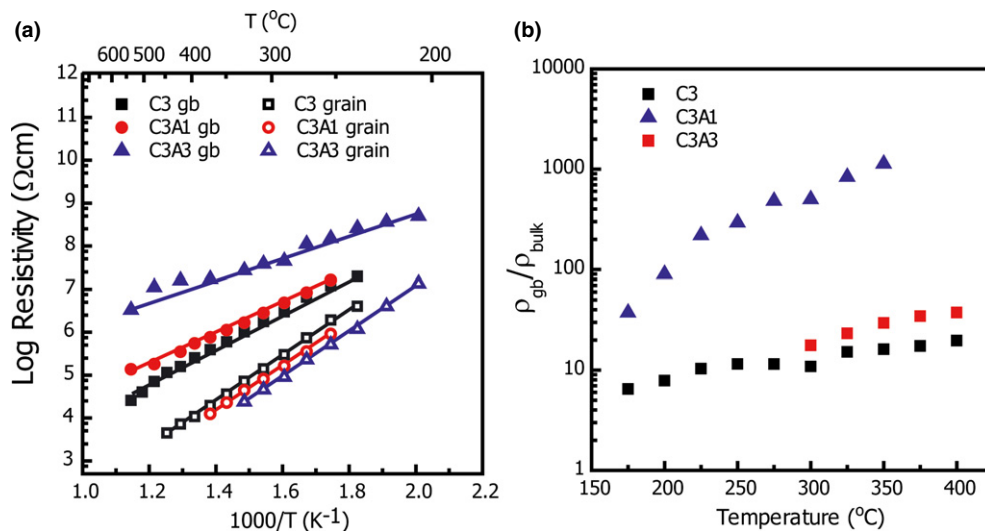 (a)
T (°C)
600 500 400 300 200
12
11
10
9
8
7
6
5
4
3
Log Resistivity (Ωcm)
C3 gb C3 grain
C3A1 gb C3A1 grain
C3A3 gb C3A3 grain
1.0 1.2 1.4 1.6 1.8 2.0 2.2
1000/T (K-1)
(b)
10000
1000
100
10
1
ρgb/ρbulk
C3
C3A1
C3A3
150 200 250 300 350 400
Temperature (°C)